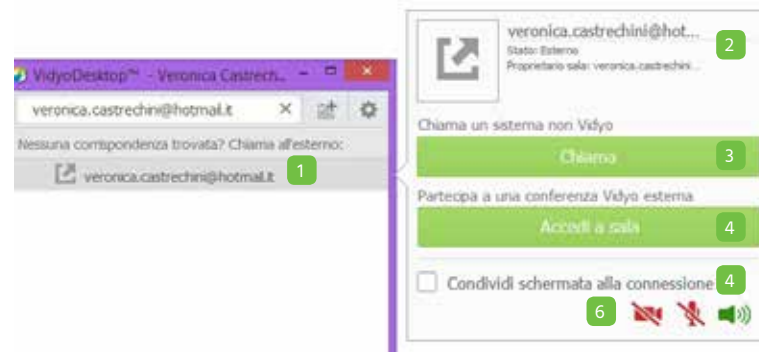 VidyoDesktop™ - Veronica Castrech...
veronica.castrechini@hotmail.it
Nessuna corrispondenza trovata? Chiama all'esterno:
veronica.castrechini@hotmail.it 1
veronica.castrechini@hot... 2
Stato: Esterno
Proprietario sala: veronica.castrechini...
Chiama un sistema non Vidyo
Chiama 3
Partecipa a una conferenza Vidyo esterna
Accedi a sala 4
Condividi schermata alla connessione 4
6